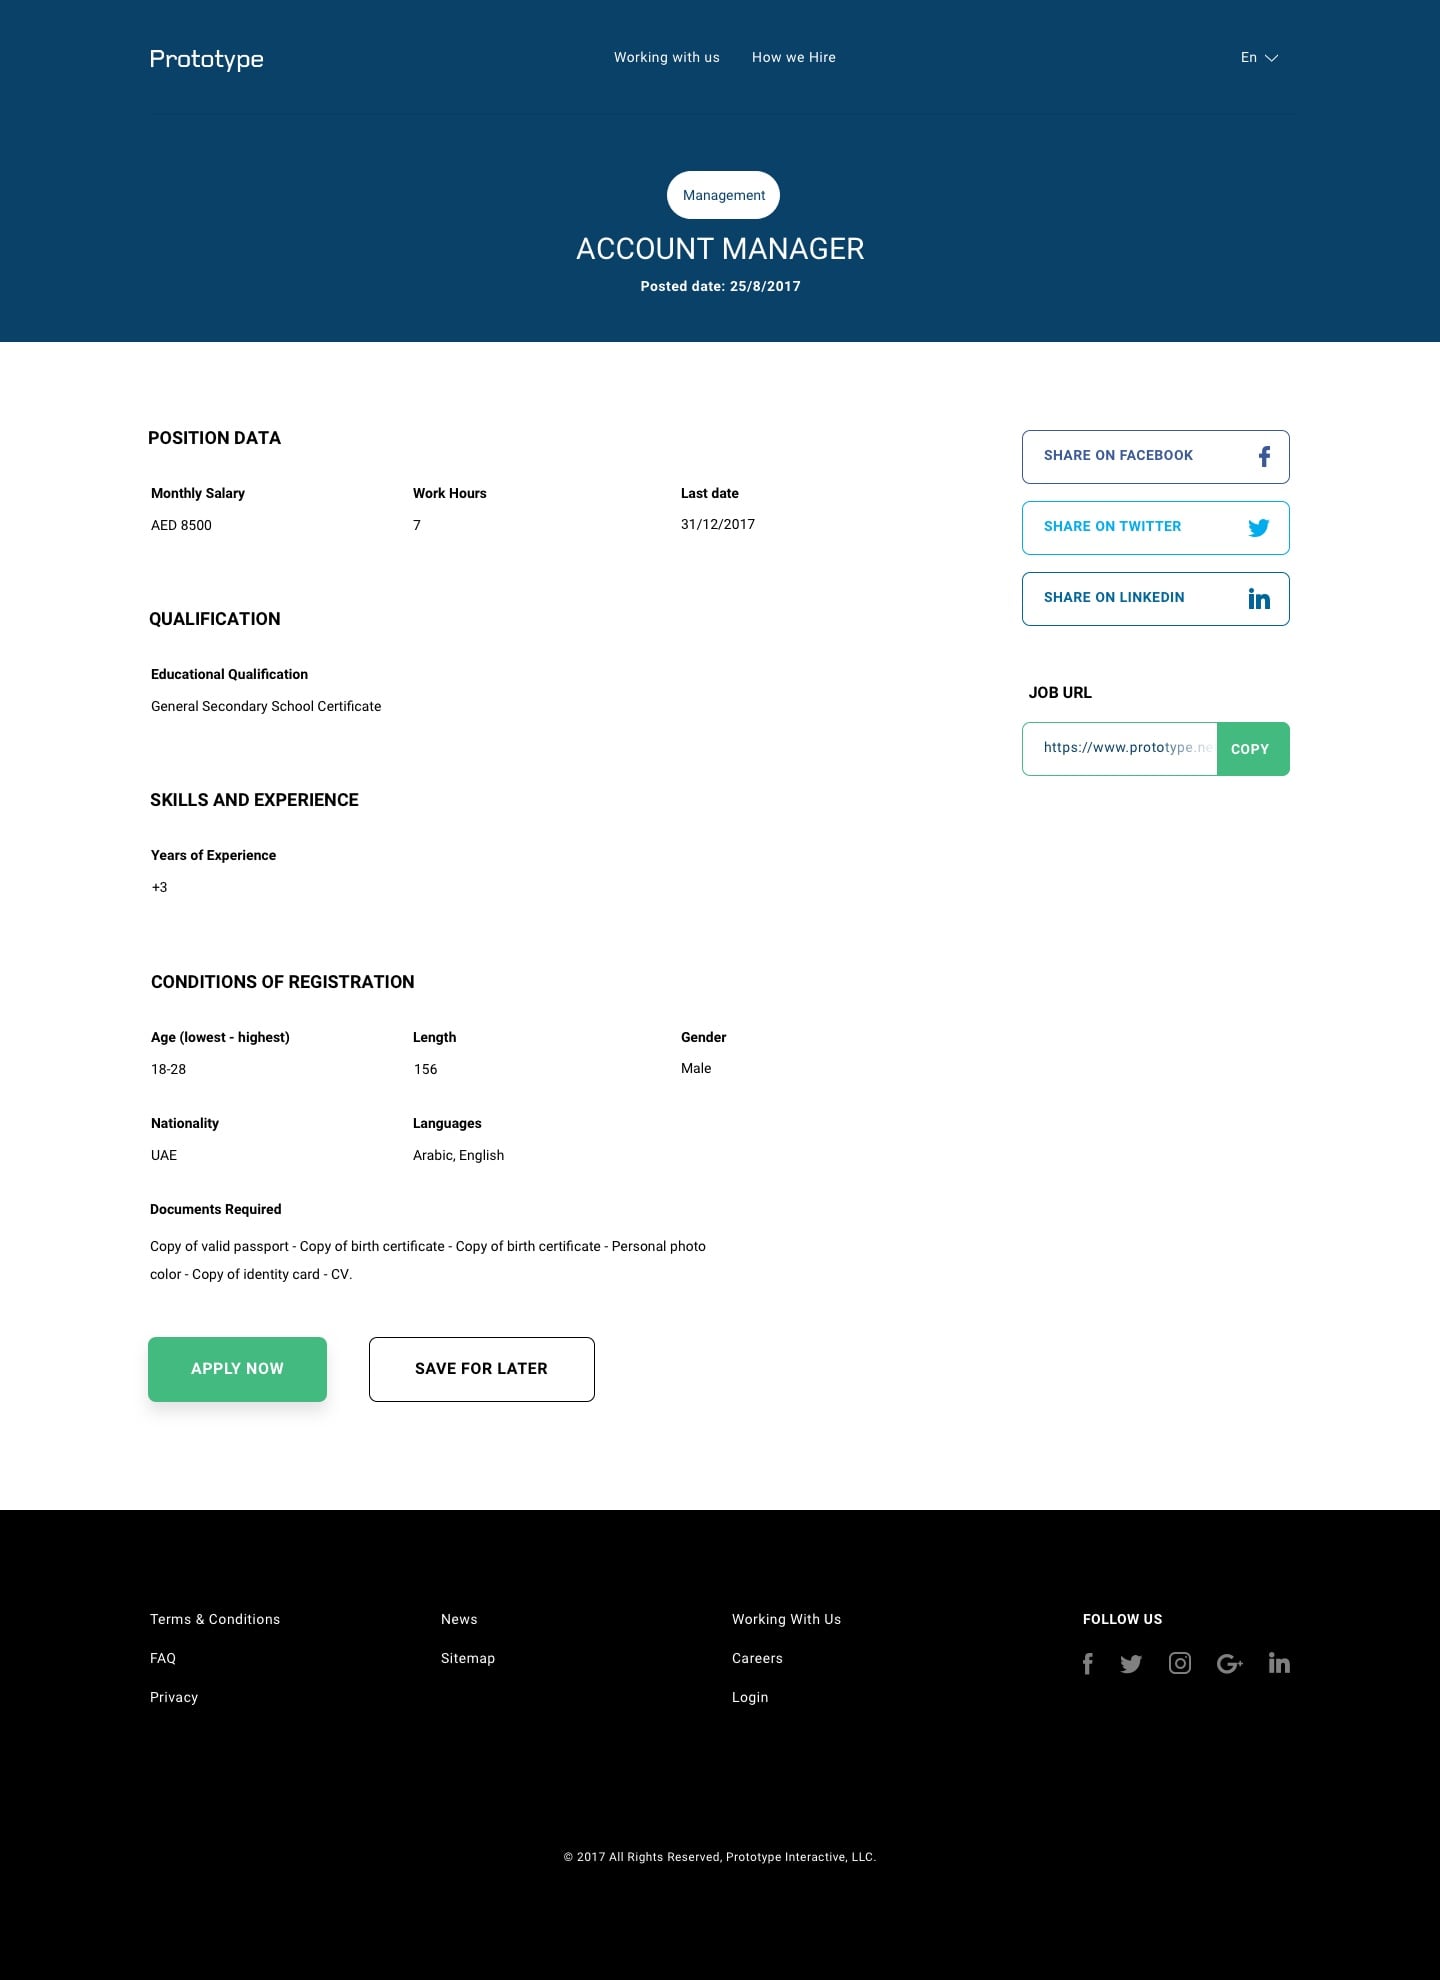 Prototype
Working with us
How we Hire
En
Management
ACCOUNT MANAGER
Posted date: 25/8/2017
POSITION DATA
Monthly Salary
AED 8500
Work Hours
7
Last date
31/12/2017
QUALIFICATION
Educational Qualification
General Secondary School Certificate
SKILLS AND EXPERIENCE
Years of Experience
+3
CONDITIONS OF REGISTRATION
Age (lowest - highest)
18-28
Length
156
Gender
Male
Nationality
UAE
Languages
Arabic, English
Documents Required
Copy of valid passport - Copy of birth certificate - Copy of birth certificate - Personal photo
color - Copy of identity card - CV.
APPLY NOW
SAVE FOR LATER
SHARE ON FACEBOOK
SHARE ON TWITTER
SHARE ON LINKEDIN
JOB URL
https://www.prototype.ne
COPY
Terms & Conditions
FAQ
Privacy
News
Sitemap
Working With Us
Careers
Login
FOLLOW US
© 2017 All Rights Reserved, Prototype Interactive, LLC.